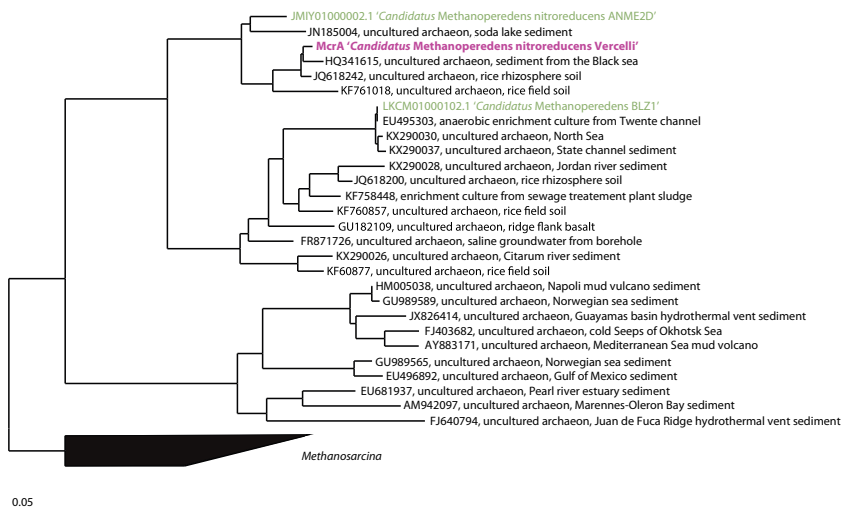 JMIY01000002.1 ‘Candidatus Methanoperedens nitroreducens ANME2D’
JN185004, uncultured archaeon, soda lake sediment
McrA ‘Candidatus Methanoperedens nitroreducens Vercelli’
HQ341615, uncultured archaeon, sediment from the Black sea
JQ618242, uncultured archaeon, rice rhizosphere soil
KF761018, uncultured archaeon, rice field soil
LKCM01000102.1 ‘Candidatus Methanoperedens BLZ1’
EU495303, anaerobic enrichment culture from Twente channel
KX290030, uncultured archaeon, North Sea
KX290037, uncultured archaeon, State channel sediment
KX290028, uncultured archaeon, Jordan river sediment
JQ618200, uncultured archaeon, rice rhizosphere soil
KF758448, enrichment culture from sewage treatement plant sludge
KF760857, uncultured archaeon, rice field soil
GU182109, uncultured archaeon, ridge flank basalt
FR871726, uncultured archaeon, saline groundwater from borehole
KX290026, uncultured archaeon, Citarum river sediment
KF60877, uncultured archaeon, rice field soil
HM005038, uncultured archaeon, Napoli mud vulcano sediment
GU989589, uncultured archaeon, Norwegian sea sediment
JX826414, uncultured archaeon, Guayamas basin hydrothermal vent sediment
FJ403682, uncultured archaeon, cold Seeps of Okhotsk Sea
AY883171, uncultured archaeon, Mediterranean Sea mud volcano
GU989565, uncultured archaeon, Norwegian sea sediment
EU496892, uncultured archaeon, Gulf of Mexico sediment
EU681937, uncultured archaeon, Pearl river estuary sediment
AM942097, uncultured archaeon, Marennes-Oleron Bay sediment
FJ640794, uncultured archaeon, Juan de Fuca Ridge hydrothermal vent sediment
Methanosarcina
0.05